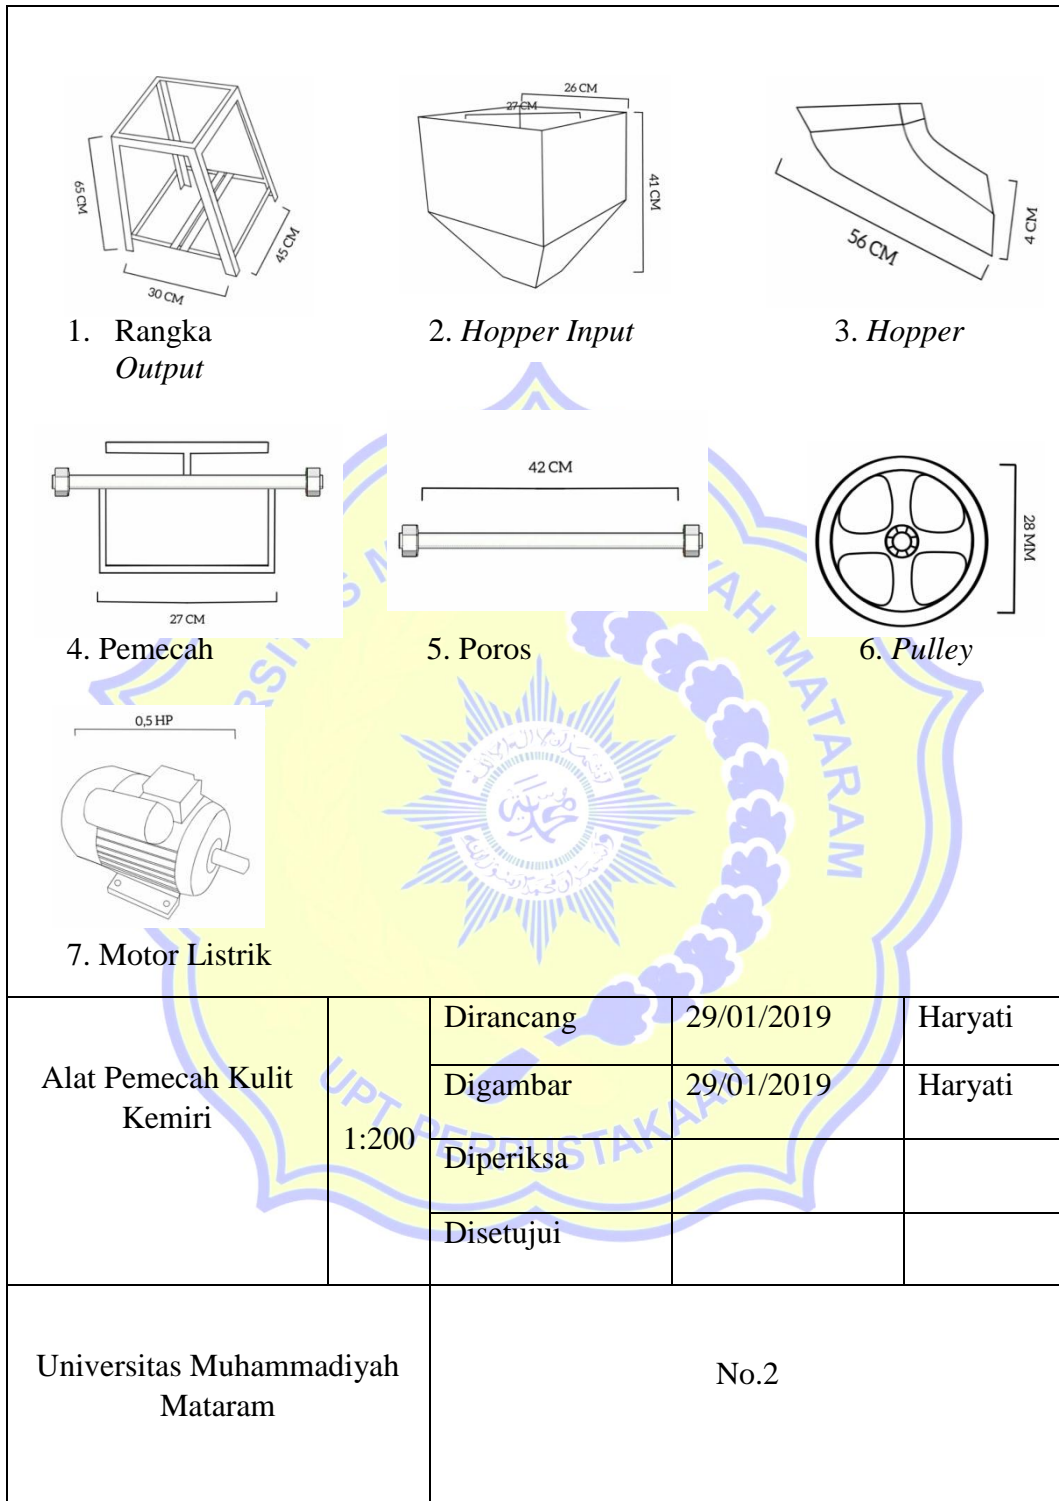 26 CM
27 CM
65 CM
41 CM
56 CM
4 CM
45 CM
30 CM
1. Rangka
2. Hopper Input
3. Hopper
Output
42 CM
28 MM
27 CM
4. Pemecah
5. Poros
6. Pulley
0,5 HP
7. Motor Listrik
Dirancang 29/01/2019 Haryati
Alat Pemecah Kulit
Kemiri
Digambar 29/01/2019 Haryati
1:200
Diperiksa
Disetujui
Universitas Muhammadiyah
Mataram
No.2
MATARAM
UPT. PERPUSTAKAAN